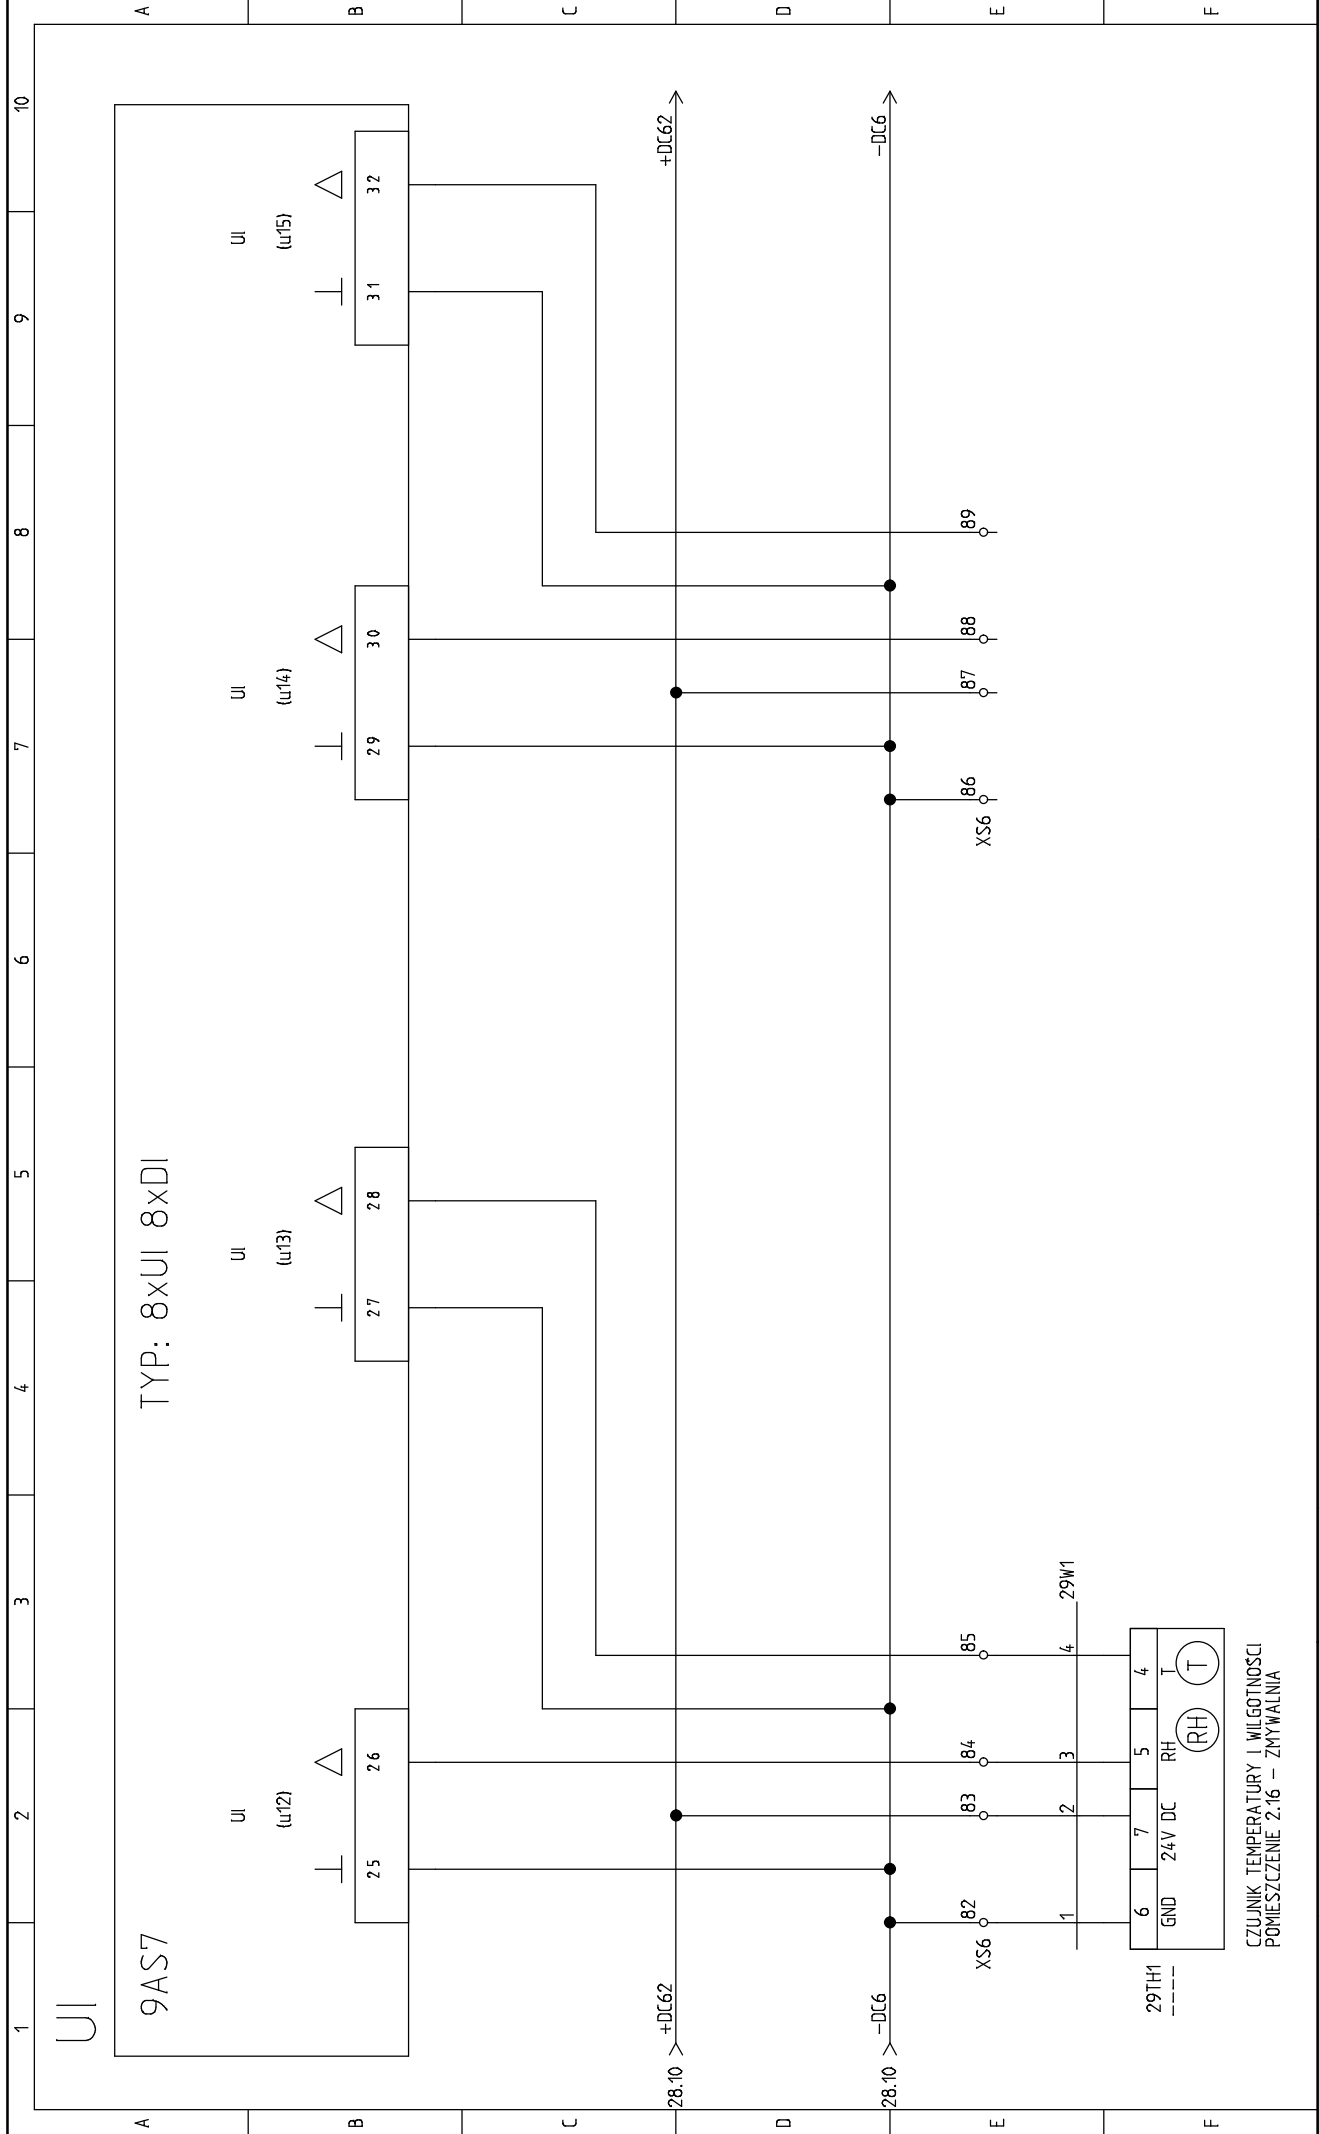 1 2 3 4 5 6 7 8 9 10
A A
B B
C C
D D
E E
F F
UI
9AS7 TYP: 8xUI 8xDI
UI UI UI UI
(u12) (u13) (u14) (u15)
25 26 27 28 29 30 31 32
28.10 +DC62 +DC62
28.10 -DC6 -DC6
82 83 84 85 86 87 88 89
XS6 XS6
1 2 3 4 29W1
29TH1 6 7 5 4
---- GND 24V DC RH T
RH T
CZUJNIK TEMPERATURY I WILGOTNOŚCI
POMIESZCZENIE 2.16 - ZMYWALNIA